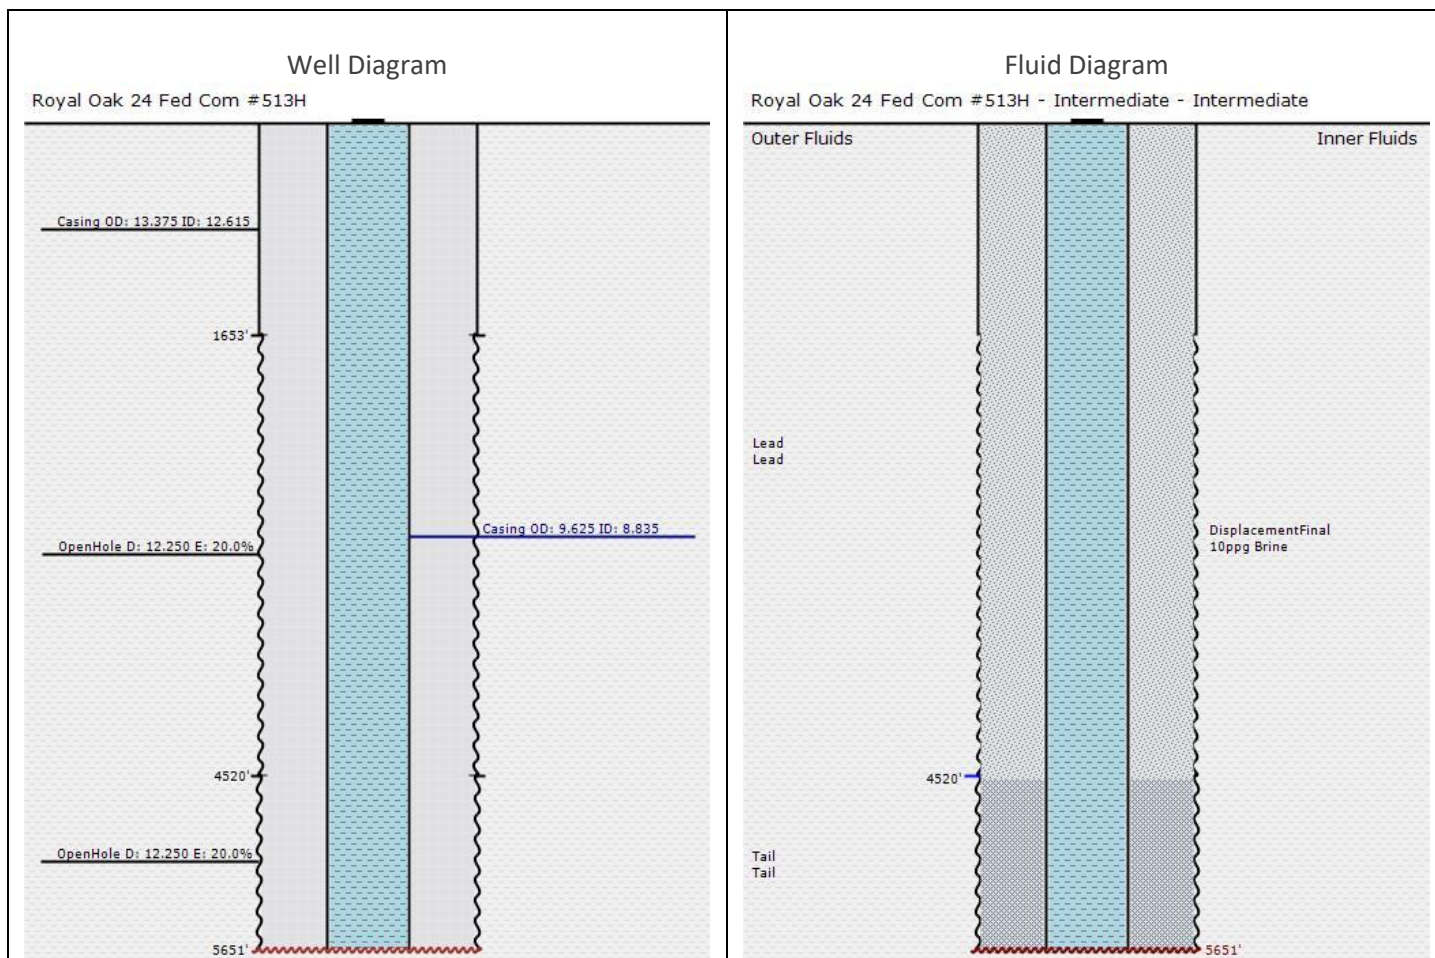 Well Diagram
Royal Oak 24 Fed Com #513H
Casing OD: 13.375 ID: 12.615
1653'
Casing OD: 9.625 ID: 8.835
OpenHole D: 12.250 E: 20.0%
4520'
OpenHole D: 12.250 E: 20.0%
5651'
Fluid Diagram
Royal Oak 24 Fed Com #513H - Intermediate - Intermediate
Outer Fluids
Inner Fluids
Lead
Lead
DisplacementFinal
10ppg Brine
4520'
Tail
Tail
5651'